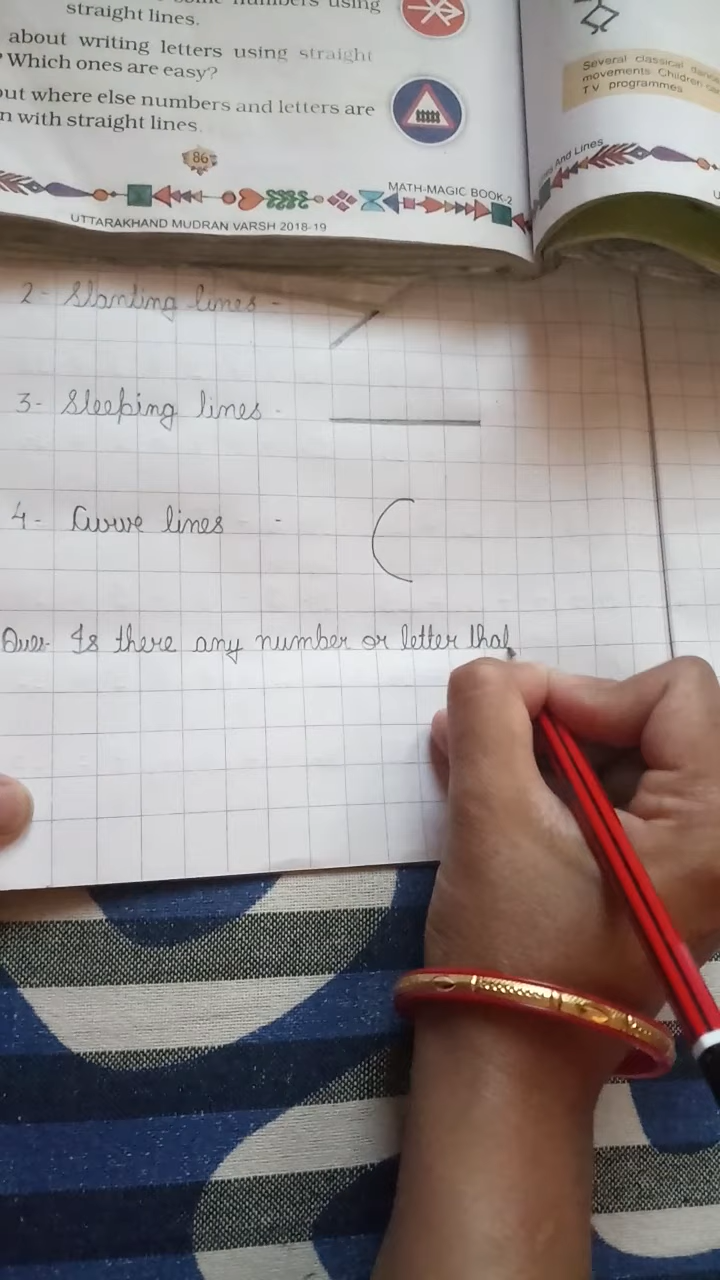 straight lines.
about writing letters using straight
Which ones are easy?
out where else numbers and letters are
n with straight lines.
86
MATH-MAGIC BOOK-2
UTTARAKHAND MUDRAN VARSH 2018-19
Several classical
movements. Children
TV programmes
And Lines
2- Slanting lines -
3- Sleeping lines -
4- Curve lines -
Ques- Is there any number or letter that